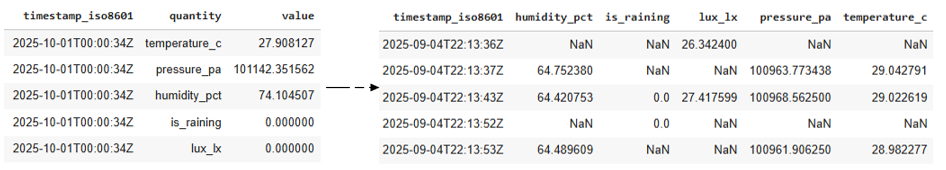 timestamp_iso8601 quantity value
2025-10-01T00:00:34Z temperature_c 27.908127
2025-10-01T00:00:34Z pressure_pa 101142.351562
2025-10-01T00:00:34Z humidity_pct 74.104507
2025-10-01T00:00:34Z is_raining 0.000000
2025-10-01T00:00:34Z lux_lx 0.000000
timestamp_iso8601 humidity_pct is_raining lux_lx pressure_pa temperature_c
2025-09-04T22:13:36Z NaN NaN 26.342400 NaN NaN
2025-09-04T22:13:37Z 64.752380 NaN NaN 100963.773438 29.042791
2025-09-04T22:13:43Z 64.420753 0.0 27.417599 100968.562500 29.022619
2025-09-04T22:13:52Z NaN 0.0 NaN NaN NaN
2025-09-04T22:13:53Z 64.489609 NaN NaN 100961.906250 28.982277